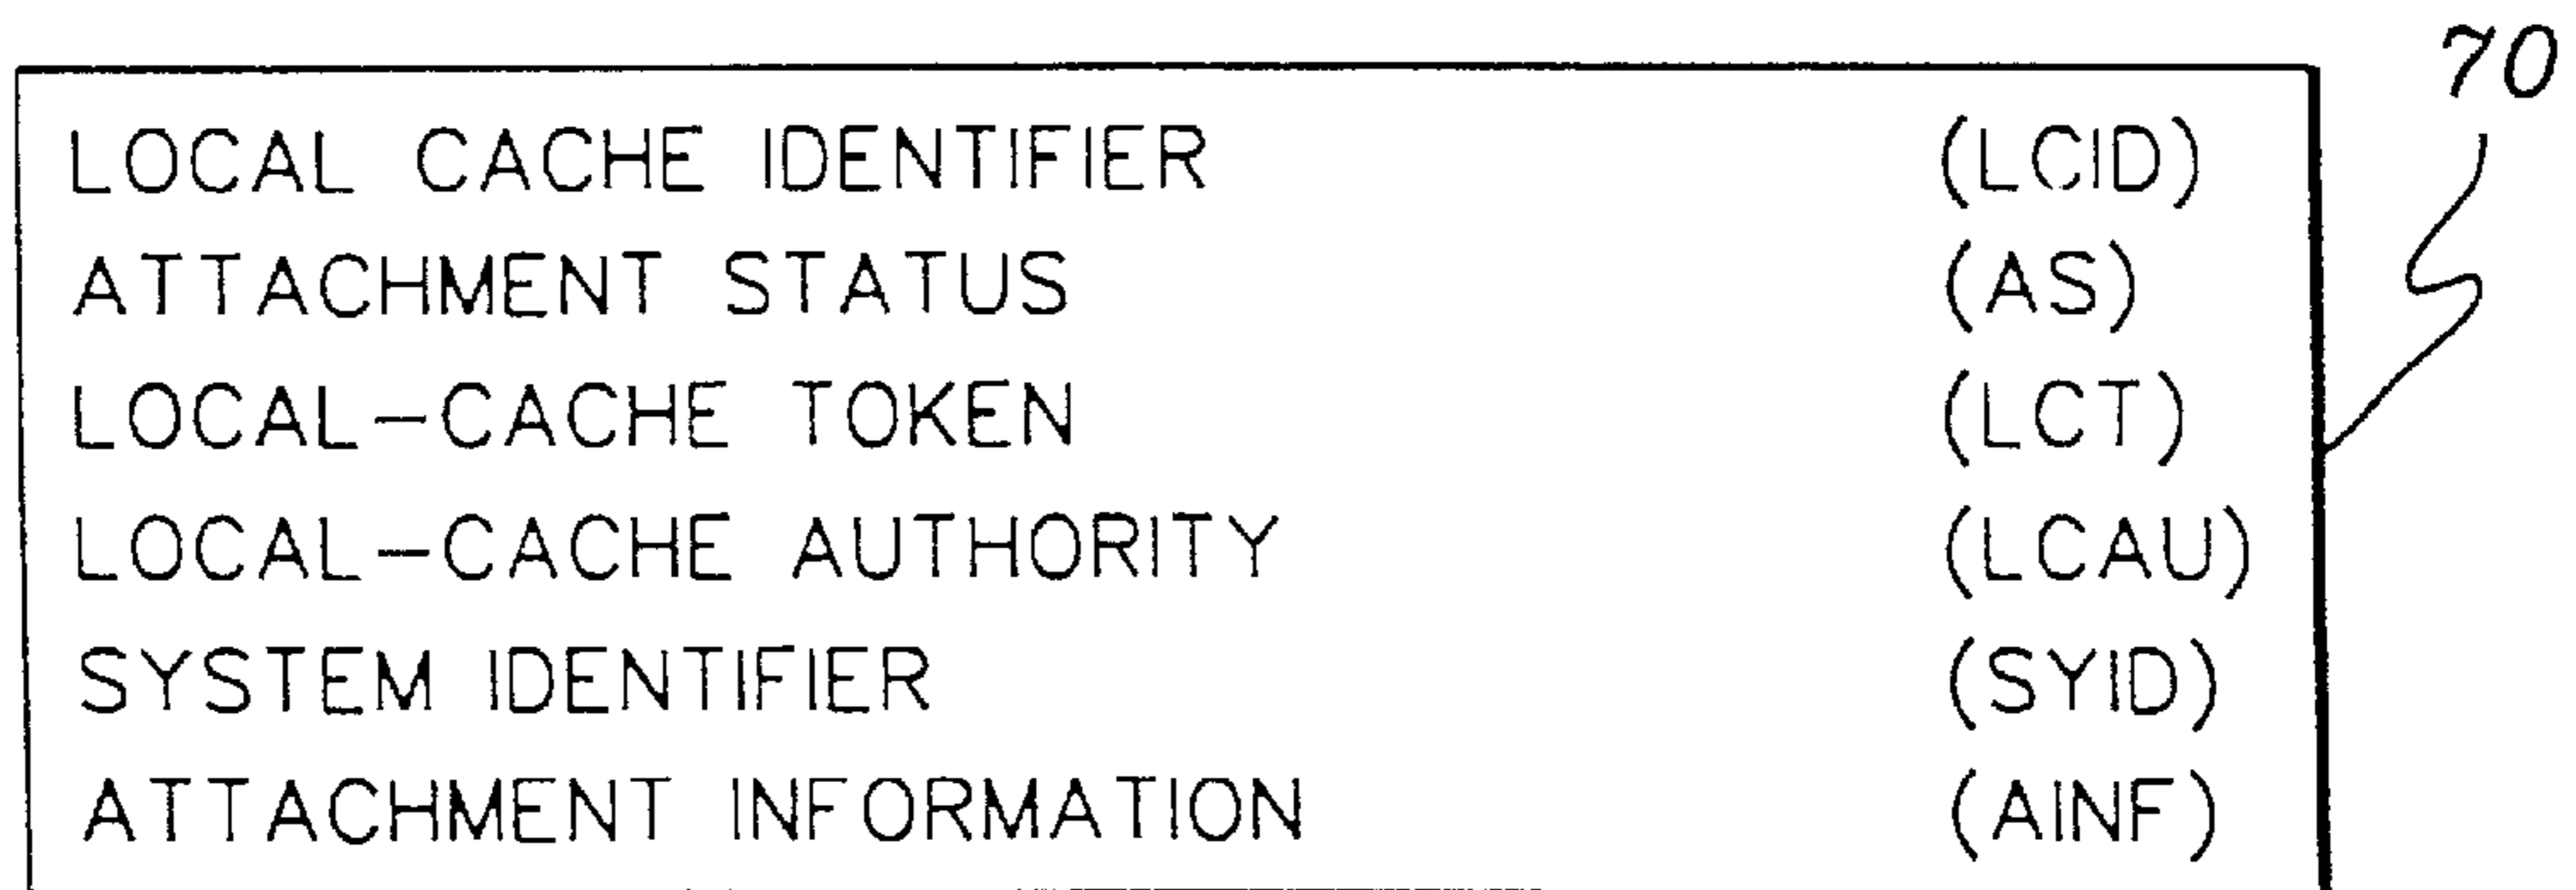 70
LOCAL CACHE IDENTIFIER (LCID)
ATTACHMENT STATUS (AS)
LOCAL-CACHE TOKEN (LCT)
LOCAL-CACHE AUTHORITY (LCAU)
SYSTEM IDENTIFIER (SYID)
ATTACHMENT INFORMATION (AINF)